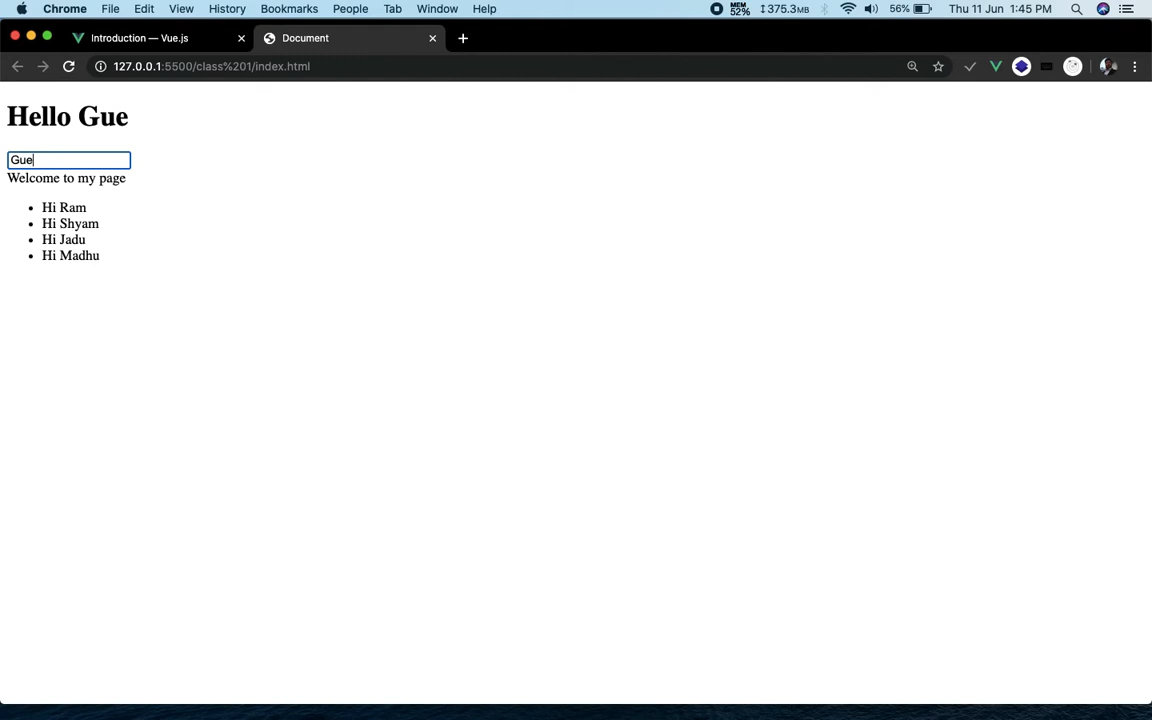 Chrome File Edit View History Bookmarks People Tab Window Help MEM 52% 375.3MB 56% Thu 11 Jun 1:45 PM
Introduction — Vue.js Document
127.0.0.1:5500/class%201/index.html
Hello Gue
Gue
Welcome to my page
Hi Ram
Hi Shyam
Hi Jadu
Hi Madhu